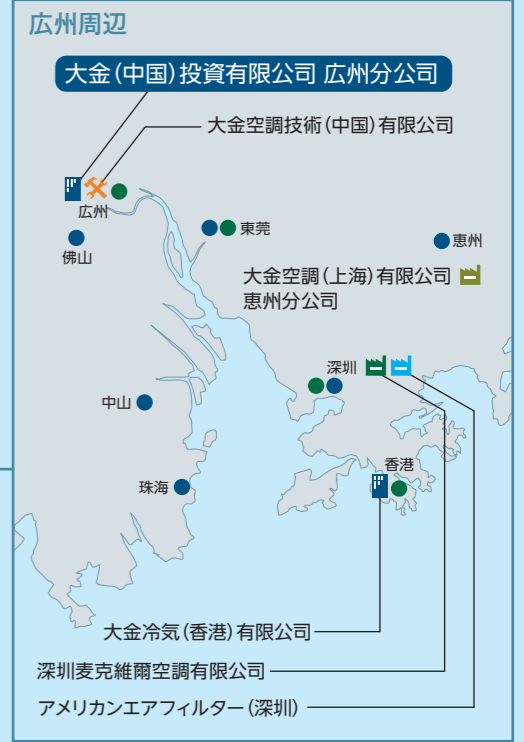 広州周辺
大金(中国)投資有限公司 広州分公司
大金空調技術(中国)有限公司
広州
佛山
東莞
惠州
大金空調(上海)有限公司
惠州分公司
深圳
中山
香港
珠海
大金冷気(香港)有限公司
深圳麦克維爾空調有限公司
アメリカンエアフィルター(深圳)